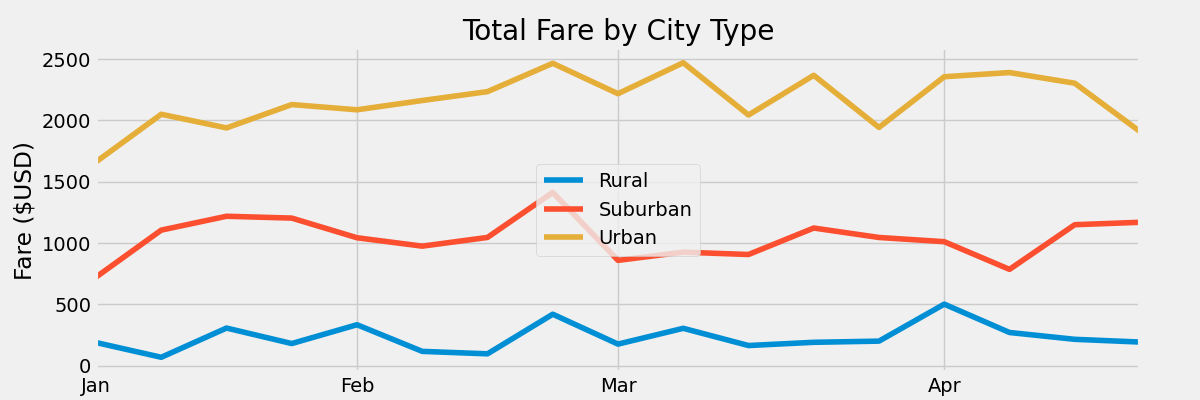 Total Fare by City Type
Fare ($USD)
2500
2000
1500
1000
500
0
Rural
Suburban
Urban
Jan Feb Mar Apr